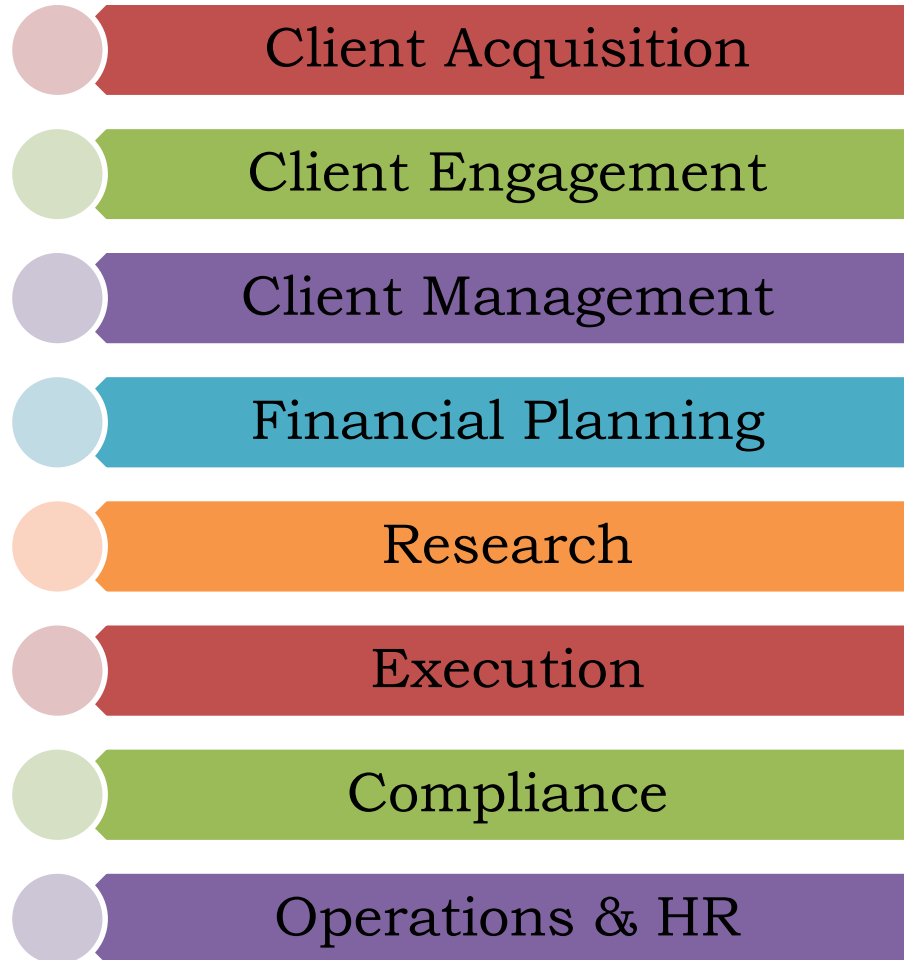 Client Acquisition
Client Engagement
Client Management
Financial Planning
Research
Execution
Compliance
Operations & HR